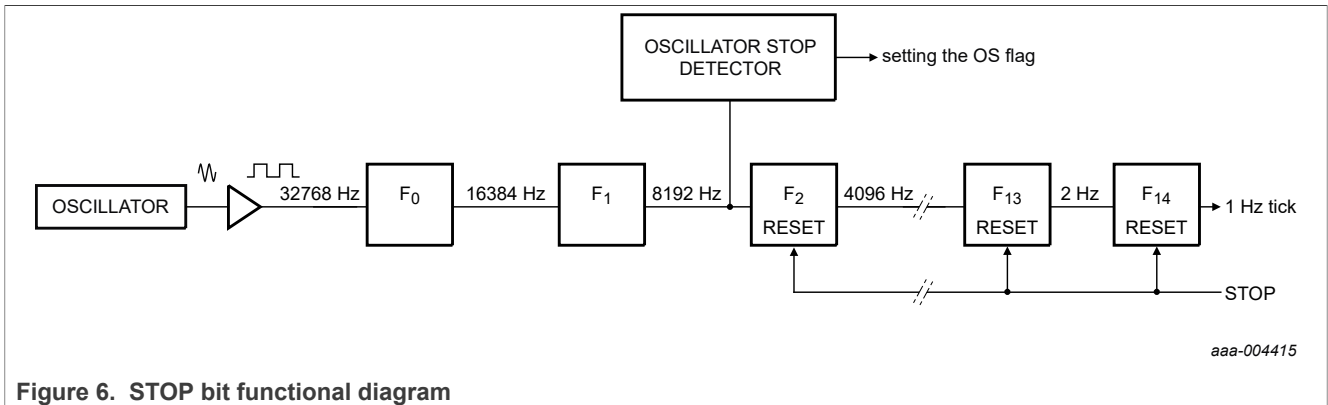 OSCILLATOR STOP
DETECTOR
setting the OS flag
OSCILLATOR
32768 Hz
F0
16384 Hz
F1
8192 Hz
F2
RESET
4096 Hz
F13
RESET
2 Hz
F14
RESET
1 Hz tick
STOP
aaa-004415
Figure 6. STOP bit functional diagram